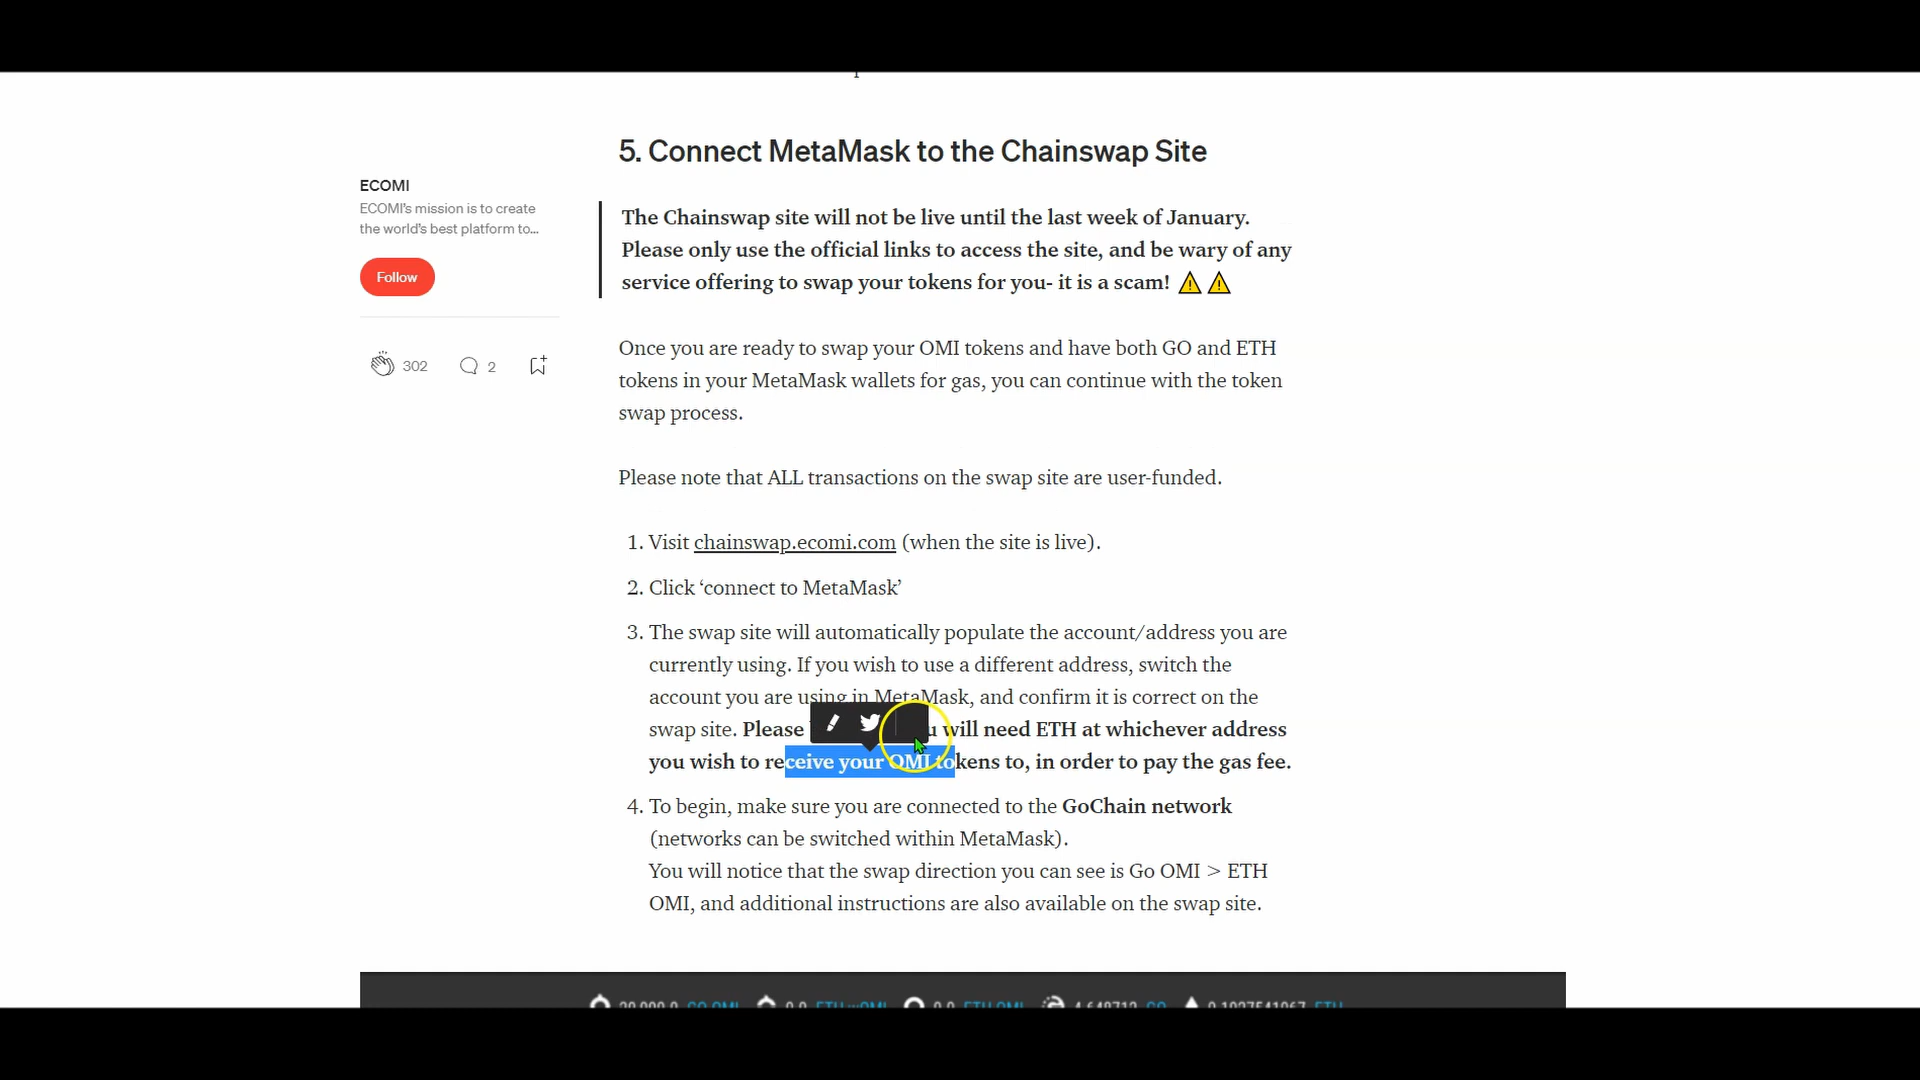 5. Connect MetaMask to the Chainswap Site
ECOMI
ECOMI's mission is to create
the world's best platform to...
Follow
302
2
The Chainswap site will not be live until the last week of January.
Please only use the official links to access the site, and be wary of any
service offering to swap your tokens for you- it is a scam! ⚠⚠
Once you are ready to swap your OMI tokens and have both GO and ETH
tokens in your MetaMask wallets for gas, you can continue with the token
swap process.
Please note that ALL transactions on the swap site are user-funded.
1. Visit chainswap.ecomi.com (when the site is live).
2. Click ‘connect to MetaMask’
3. The swap site will automatically populate the account/address you are
currently using. If you wish to use a different address, switch the
account you are using in MetaMask, and confirm it is correct on the
swap site. Please will need ETH at whichever address
you wish to receive your OMI tokens to, in order to pay the gas fee.
4. To begin, make sure you are connected to the GoChain network
(networks can be switched within MetaMask).
You will notice that the swap direction you can see is Go OMI > ETH
OMI, and additional instructions are also available on the swap site.